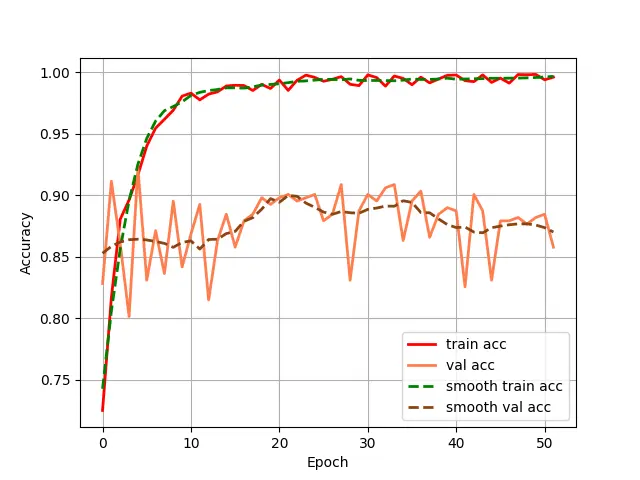 1.00
0.95
0.90
0.85
0.80
0.75
Accuracy
0 10 20 30 40 50
Epoch
train acc
val acc
smooth train acc
smooth val acc